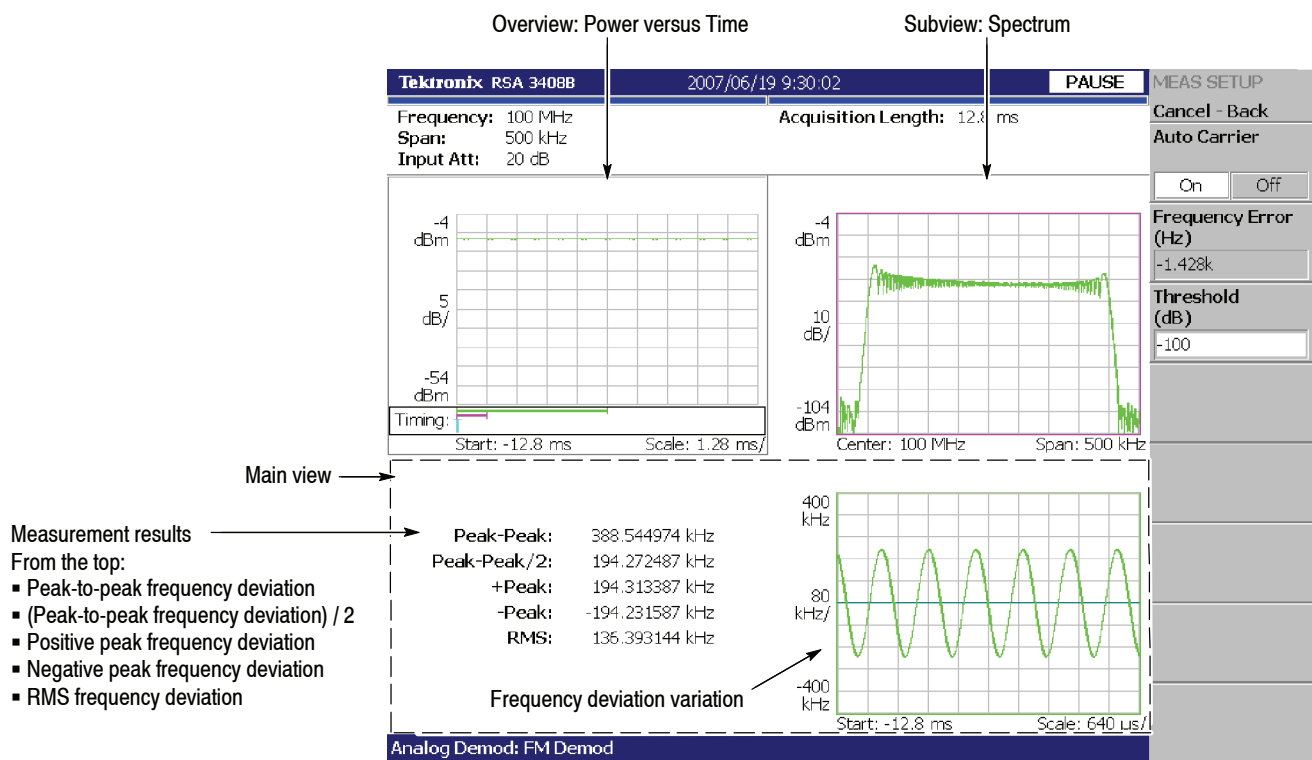 Overview: Power versus Time
Subview: Spectrum
Tektronix RSA 3408B
2007/06/19 9:30:02
PAUSE
MEAS SETUP
Frequency: 100 MHz
Acquisition Length: 12.8 ms
Span: 500 kHz
Input Att: 20 dB
Cancel - Back
Auto Carrier
On
Off
Frequency Error
(Hz)
-1.428k
Threshold
(dB)
-100
-4
dBm
5
dB/
-54
dBm
Timing:
Start: -12.8 ms
Scale: 1.28 ms/
-4
dBm
10
dB/
-104
dBm
Center: 100 MHz
Span: 500 kHz
Main view
Measurement results
From the top:
▪ Peak-to-peak frequency deviation
▪ (Peak-to-peak frequency deviation) / 2
▪ Positive peak frequency deviation
▪ Negative peak frequency deviation
▪ RMS frequency deviation
Peak-Peak: 388.544974 kHz
Peak-Peak/2: 194.272487 kHz
+Peak: 194.313387 kHz
-Peak: -194.231587 kHz
RMS: 136.393144 kHz
Frequency deviation variation
400
kHz
80
kHz/
-400
kHz
Start: -12.8 ms
Scale: 640 µs/
Analog Demod: FM Demod